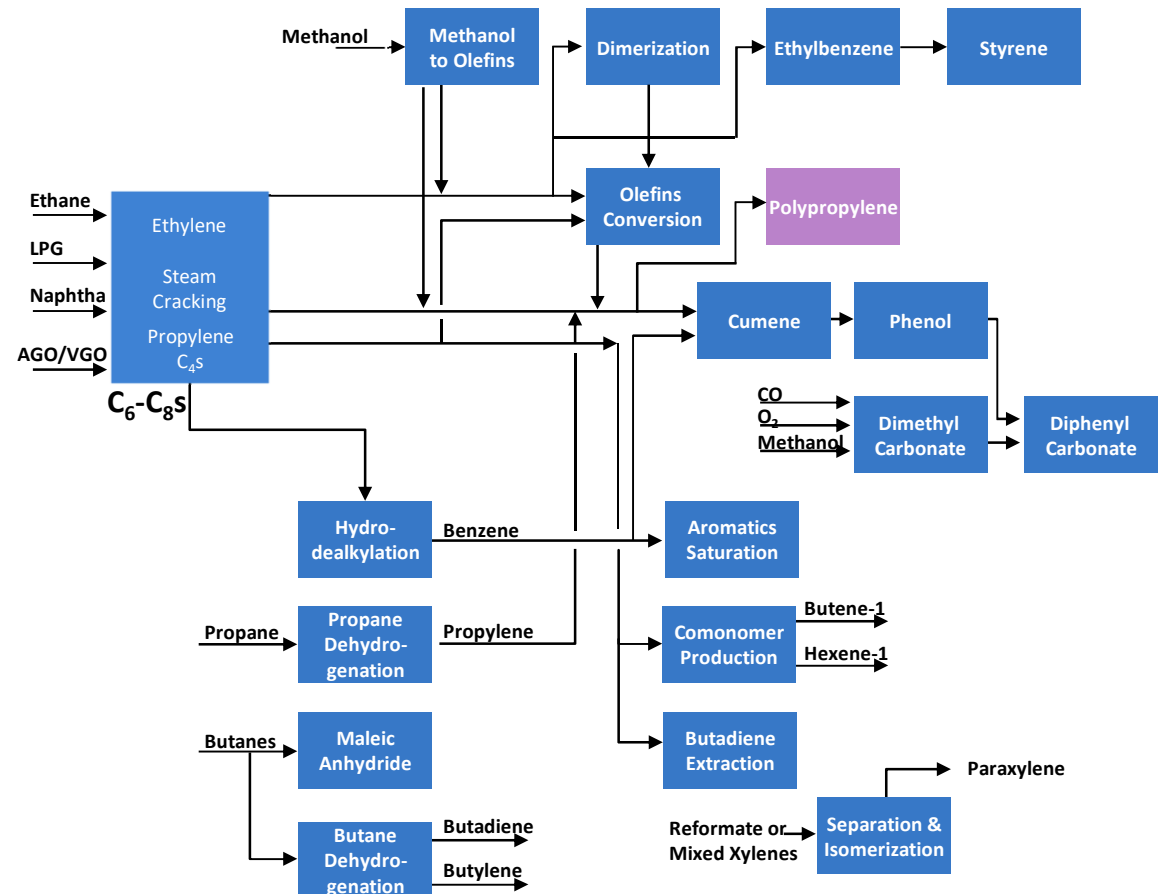 Methanol
Methanol
to Olefins
Dimerization
Ethylbenzene
Styrene
Ethane
LPG
Naphtha
AGO/VGO
Ethylene
Steam
Cracking
Propylene
C₄s
C₆-C₈s
Olefins
Conversion
Polypropylene
Cumene
Phenol
CO
O₂
Methanol
Dimethyl
Carbonate
Diphenyl
Carbonate
Hydro-
dealkylation
Benzene
Aromatics
Saturation
Propane
Propane
Dehydro-
genation
Propylene
Comonomer
Production
Butene-1
Hexene-1
Butanes
Maleic
Anhydride
Butadiene
Extraction
Butane
Dehydro-
genation
Butadiene
Butylene
Reformate or
Mixed Xylenes
Separation &
Isomerization
Paraxylene